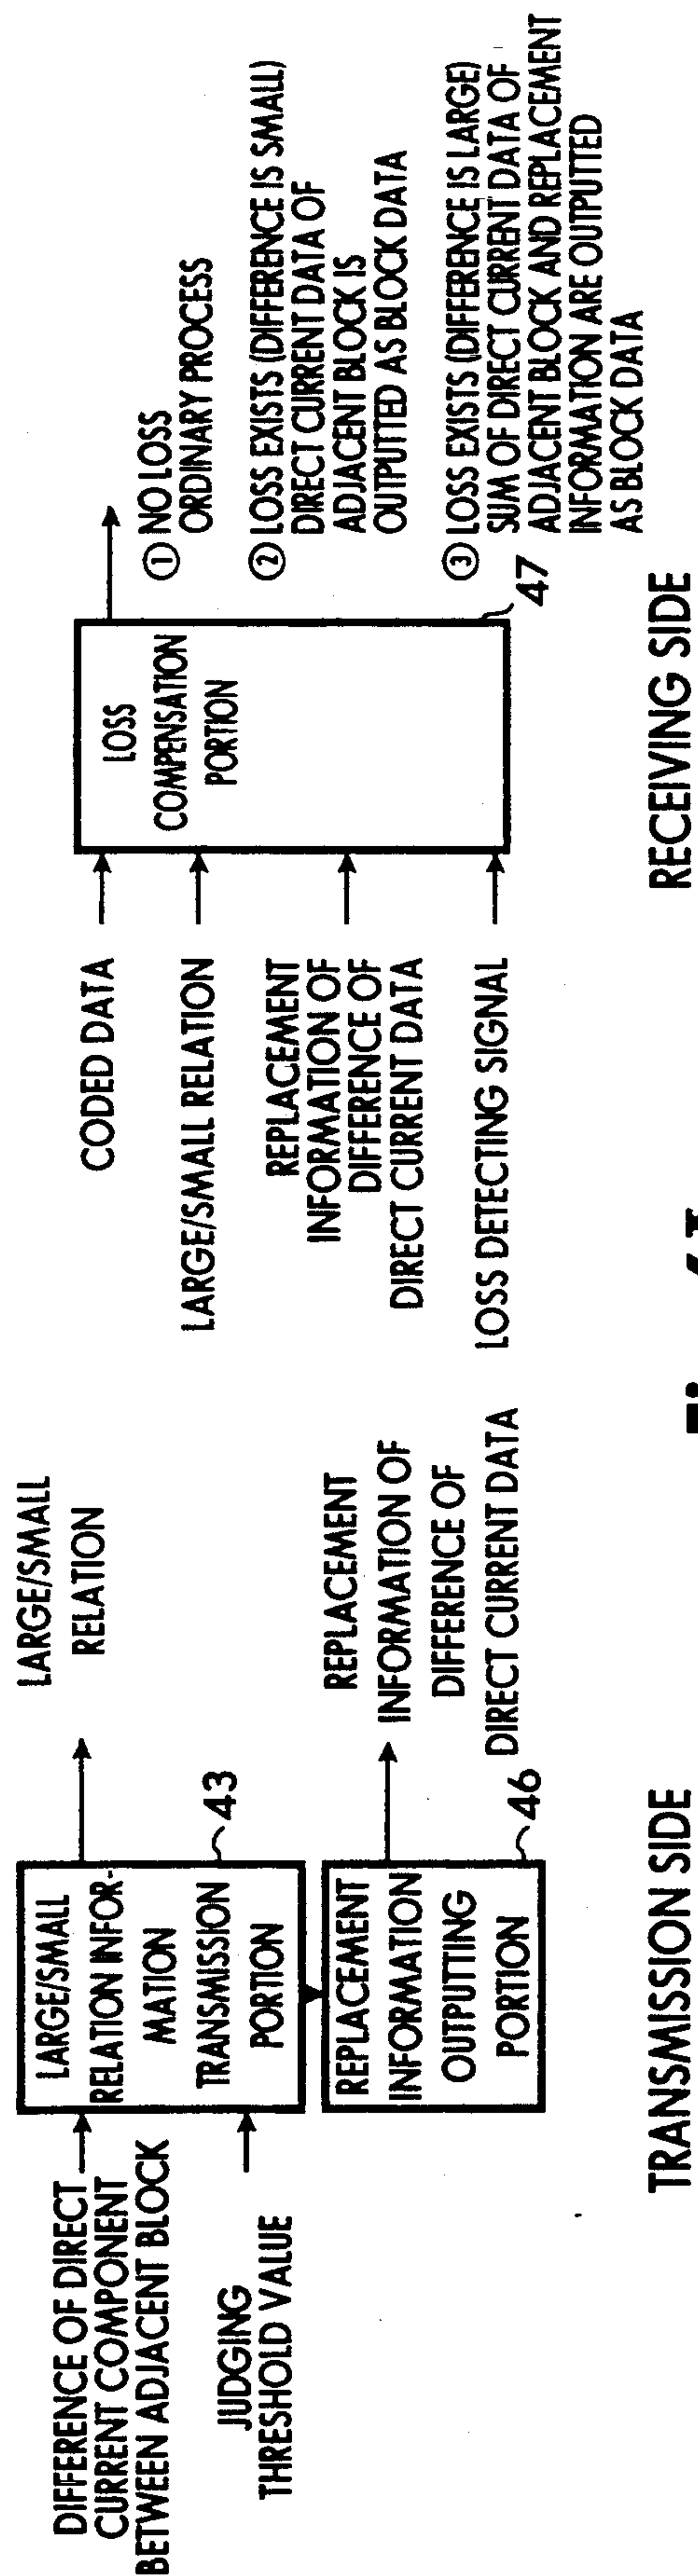 DIFFERENCE OF DIRECT
CURRENT COMPONENT
BETWEEN ADJACENT BLOCK
JUDGING
THRESHOLD VALUE
LARGE/SMALL
RELATION INFOR-
MATION
TRANSMISSION
PORTION
43
REPLACEMENT
INFORMATION
OUTPUTTING
PORTION
46
LARGE/SMALL
RELATION
REPLACEMENT
INFORMATION OF
DIFFERENCE OF
DIRECT CURRENT DATA
TRANSMISSION SIDE
CODED DATA
LARGE/SMALL RELATION
REPLACEMENT
INFORMATION OF
DIFFERENCE OF
DIRECT CURRENT DATA
LOSS DETECTING SIGNAL
LOSS
COMPENSATION
PORTION
47
① NO LOSS
ORDINARY PROCESS
② LOSS EXISTS (DIFFERENCE IS SMALL)
DIRECT CURRENT DATA OF
ADJACENT BLOCK IS
OUTPUTTED AS BLOCK DATA
③ LOSS EXISTS (DIFFERENCE IS LARGE)
SUM OF DIRECT CURRENT DATA OF
ADJACENT BLOCK AND REPLACEMENT
INFORMATION ARE OUTPUTTED
AS BLOCK DATA
RECEIVING SIDE